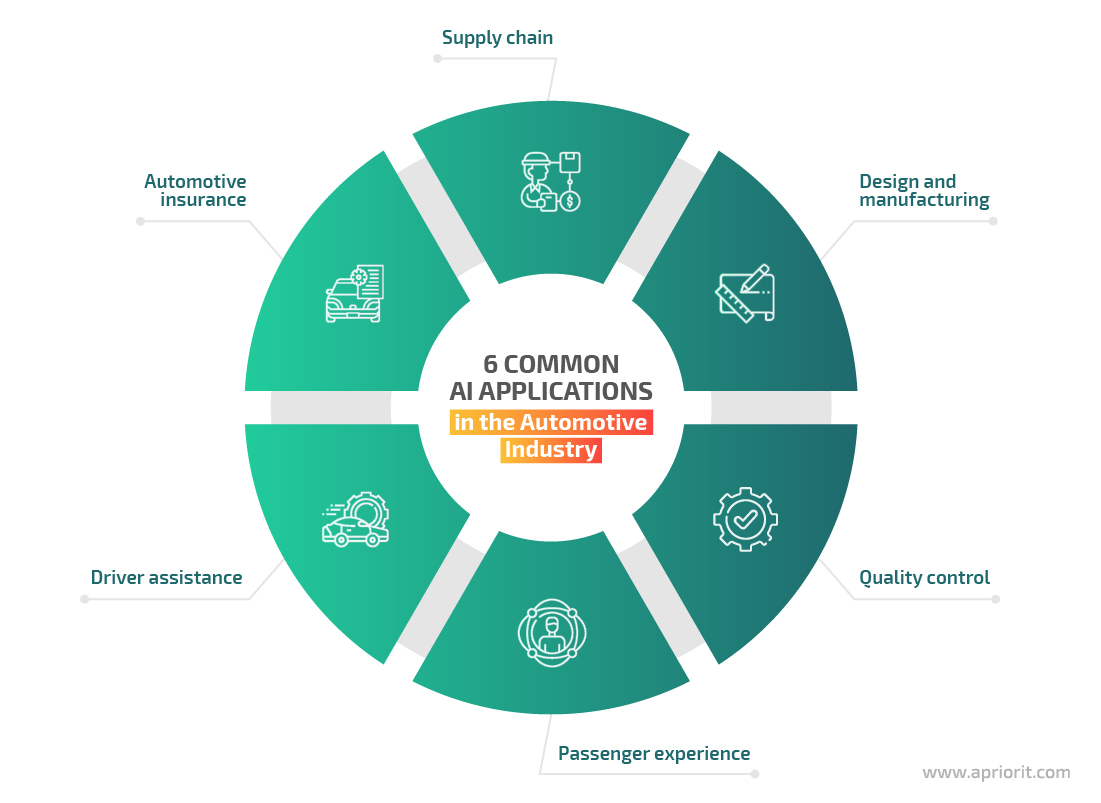 Supply chain
Automotive
insurance
Design and
manufacturing
6 COMMON
AI APPLICATIONS
in the Automotive
Industry
Driver assistance
Quality control
Passenger experience
www.apriorit.com